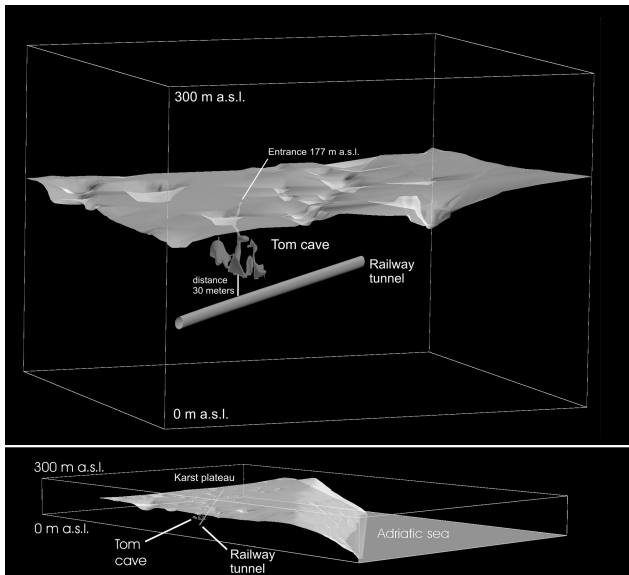 300 m a.s.l.
Entrance 177 m a.s.l.
Tom cave
Railway
tunnel
distance
30 meters
0 m a.s.l.
300 m a.s.l.
Karst plateau
0 m a.s.l.
Adriatic sea
Tom
cave
Railway
tunnel